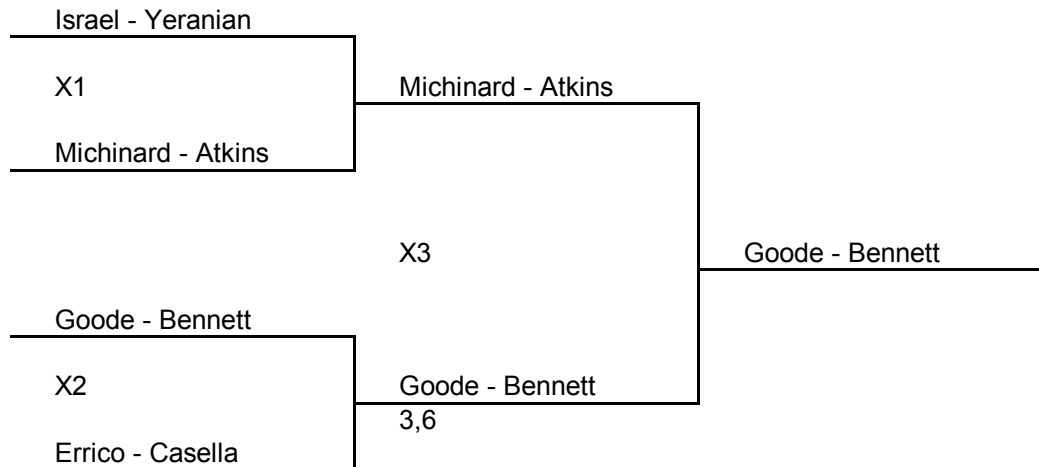 Israel - Yeranian
X1
Michinard - Atkins
Michinard - Atkins
X3
Goode - Bennett
Goode - Bennett
X2
Goode - Bennett
3,6
Errico - Casella